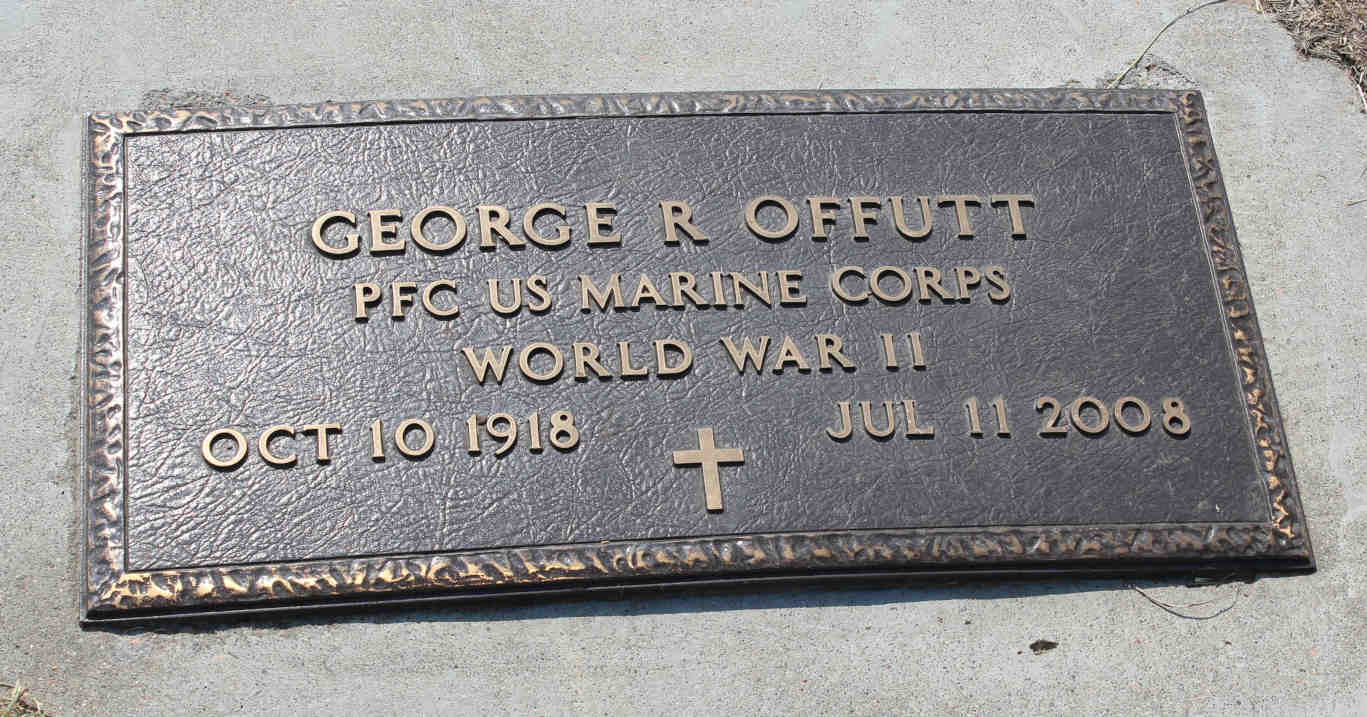 GEORGE R OFFUTT
PFC US MARINE CORPS
WORLD WAR II
OCT 10 1918 JUL 11 2008